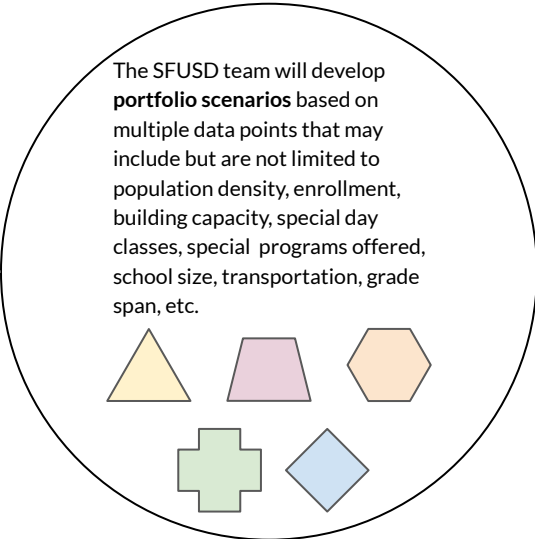 The SFUSD team will develop
portfolio scenarios based on
multiple data points that may
include but are not limited to
population density, enrollment,
building capacity, special day
classes, special  programs offered,
school size, transportation, grade
span, etc.